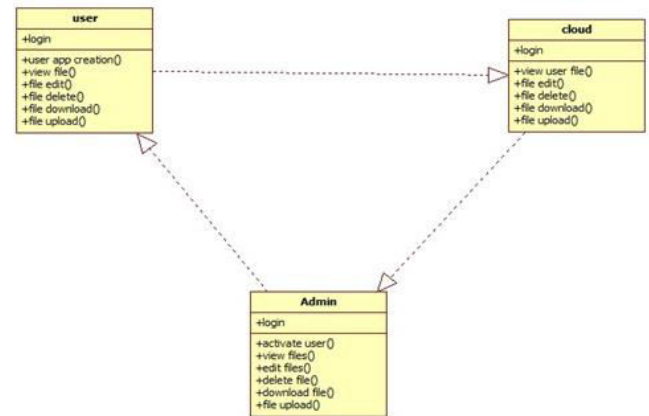 user
+login
+user app creation()
+view file()
+file edit()
+file delete()
+file download()
+file upload()
cloud
+login
+view user file()
+file edit()
+file delete()
+file download()
+file upload()
Admin
+login
+activate user()
+view files()
+edit files()
+delete file()
+download file()
+file upload()